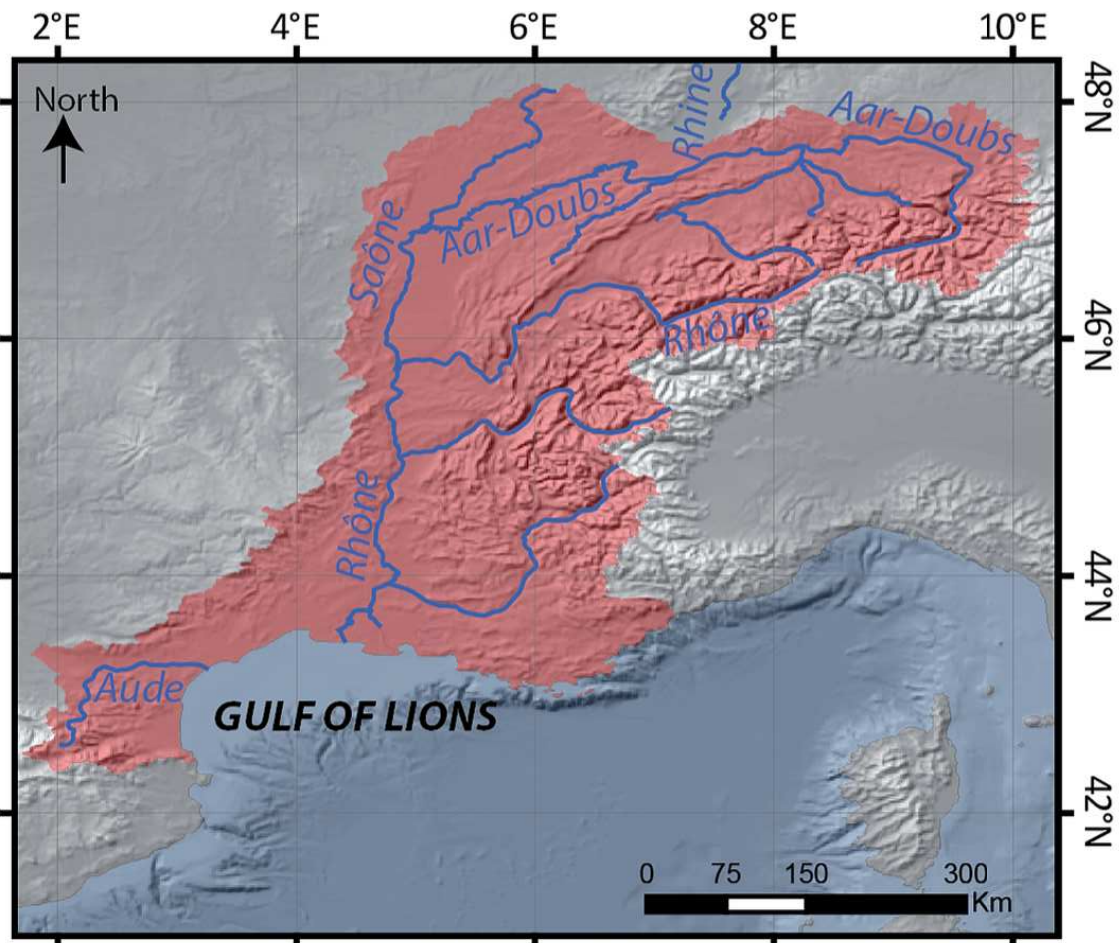 2°E 4°E 6°E 8°E 10°E
North
48°N
Rhine
Aar-Doubs
Aar-Doubs
Saône
46°N
Rhône
Rhône
44°N
Aude
GULF OF LIONS
42°N
0 75 150 300
Km